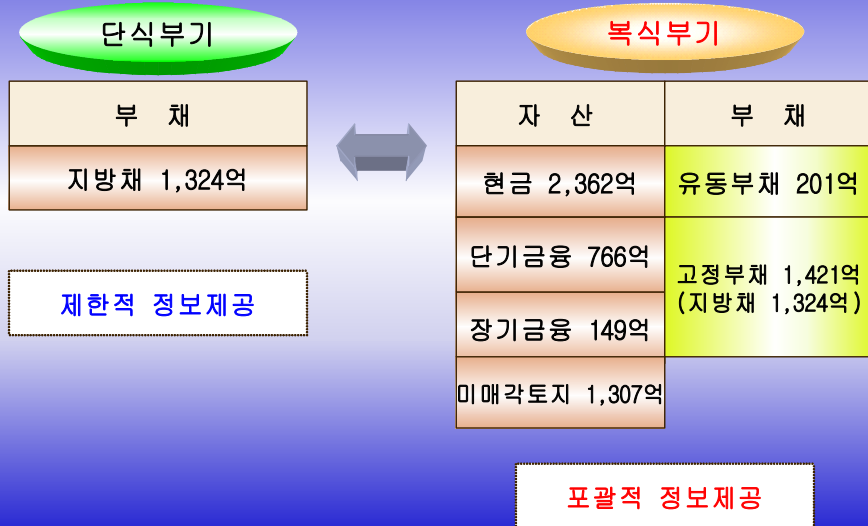 단식부기
복식부기
부 채
자 산
부 채
지방채 1,324억
현금 2,362억
유동부채 201억
단기금융 766억
고정부채 1,421억
(지방채 1,324억)
제한적 정보제공
장기금융 149억
미매각토지 1,307억
포괄적 정보제공